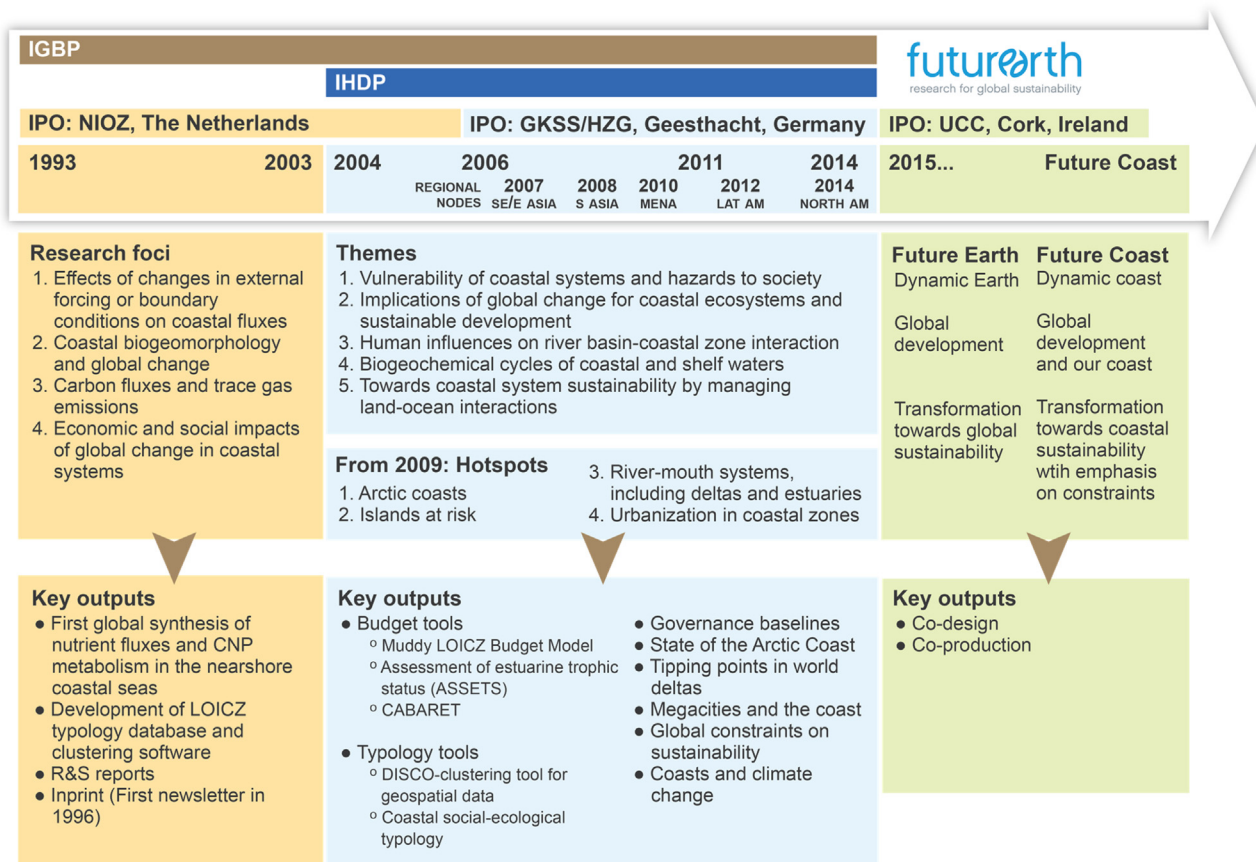 IGBP
IHDP
futurearth
research for global sustainability
IPO: NIOZ, The Netherlands
IPO: GKSS/HZG, Geesthacht, Germany
IPO: UCC, Cork, Ireland
1993
2003
2004
2006
2011
2014
2015...
Future Coast
REGIONAL
NODES
2007
SE/E ASIA
2008
S ASIA
2010
MENA
2012
LAT AM
2014
NORTH AM
Research foci
1. Effects of changes in external
forcing or boundary
conditions on coastal fluxes
2. Coastal biogeomorphology
and global change
3. Carbon fluxes and trace gas
emissions
4. Economic and social impacts
of global change in coastal
systems
Themes
1. Vulnerability of coastal systems and hazards to society
2. Implications of global change for coastal ecosystems and
sustainable development
3. Human influences on river basin-coastal zone interaction
4. Biogeochemical cycles of coastal and shelf waters
5. Towards coastal system sustainability by managing
land-ocean interactions
From 2009: Hotspots
1. Arctic coasts
2. Islands at risk
3. River-mouth systems,
including deltas and estuaries
4. Urbanization in coastal zones
Future Earth
Dynamic Earth
Global
development
Transformation
towards global
sustainability
Future Coast
Dynamic coast
Global
development
and our coast
Transformation
towards coastal
sustainability
wtih emphasis
on constraints
Key outputs
● First global synthesis of
nutrient fluxes and CNP
metabolism in the nearshore
coastal seas
● Development of LOICZ
typology database and
clustering software
● R&S reports
● Inprint (First newsletter in
1996)
Key outputs
● Budget tools
o Muddy LOICZ Budget Model
o Assessment of estuarine trophic
status (ASSETS)
o CABARET
● Typology tools
o DISCO-clustering tool for
geospatial data
o Coastal social-ecological
typology
● Governance baselines
● State of the Arctic Coast
● Tipping points in world
deltas
● Megacities and the coast
● Global constraints on
sustainability
● Coasts and climate
change
Key outputs
● Co-design
● Co-production